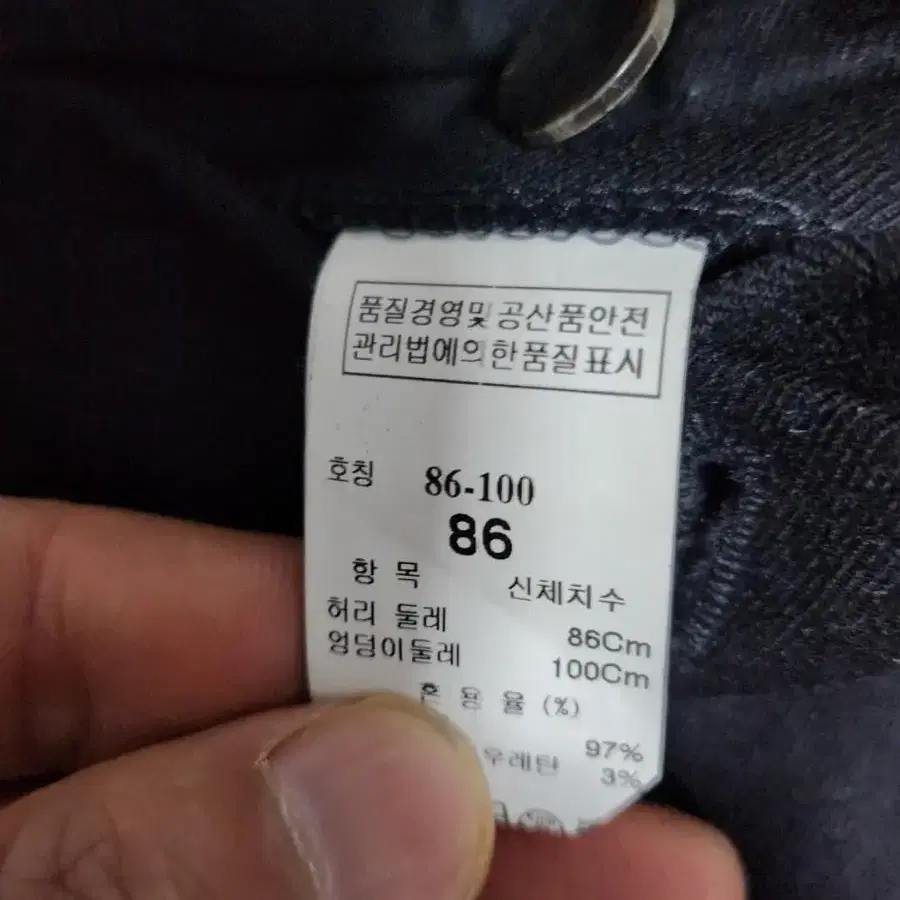 품질경영및 공산품안전
관리법에의한품질표시
호칭 86-100
86
항 목 신체치수
허리 둘레 86Cm
엉덩이둘레 100Cm
혼 용 율 (%)
97%
우레탄 3%